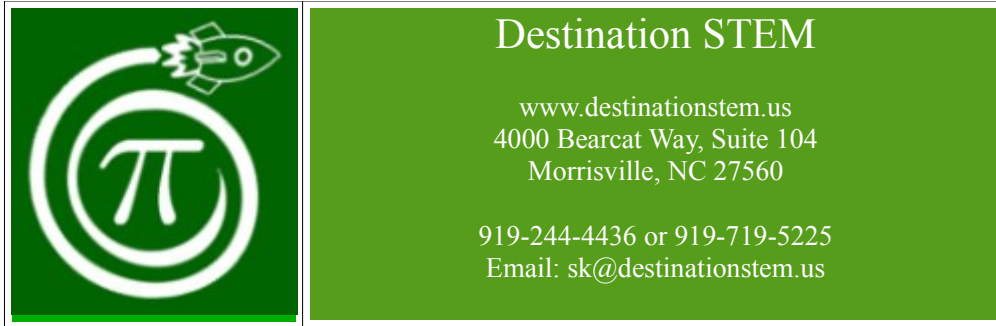 π
Destination STEM
www.destinationstem.us
4000 Bearcat Way, Suite 104
Morrisville, NC 27560
919-244-4436 or 919-719-5225
Email: sk@destinationstem.us